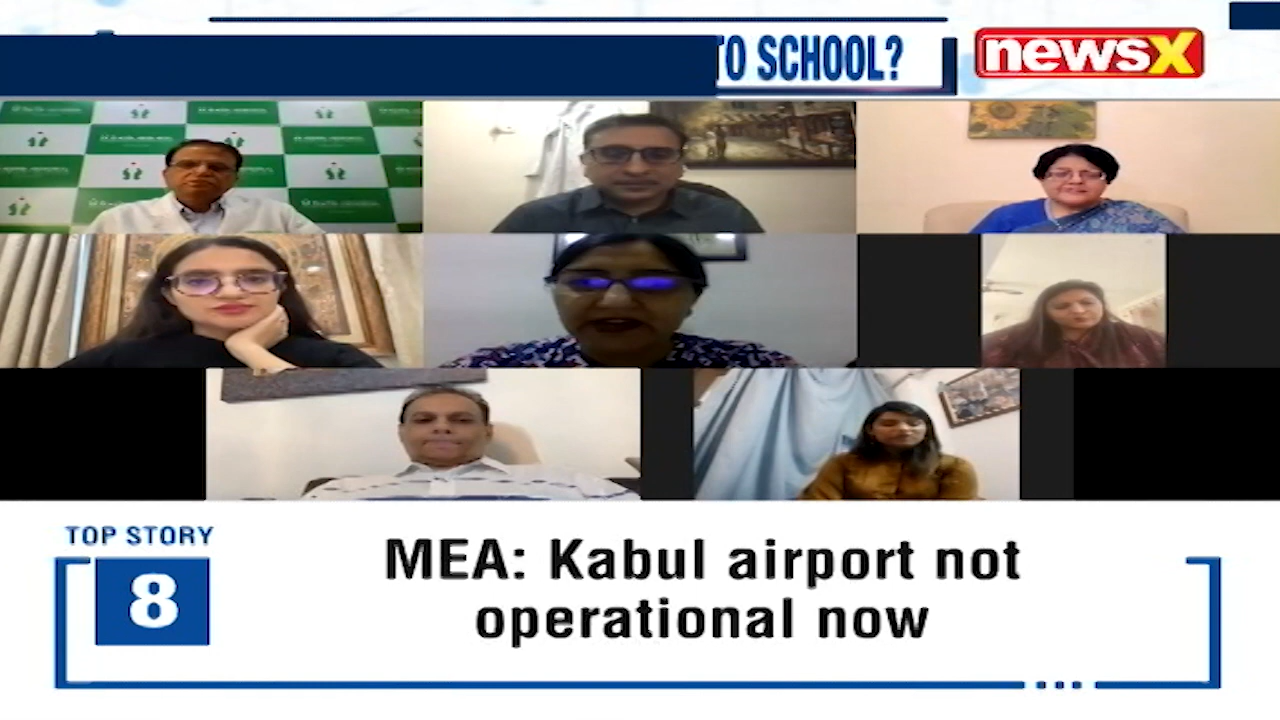 TO SCHOOL?
newsX
TOP STORY
8
MEA: Kabul airport not
operational now